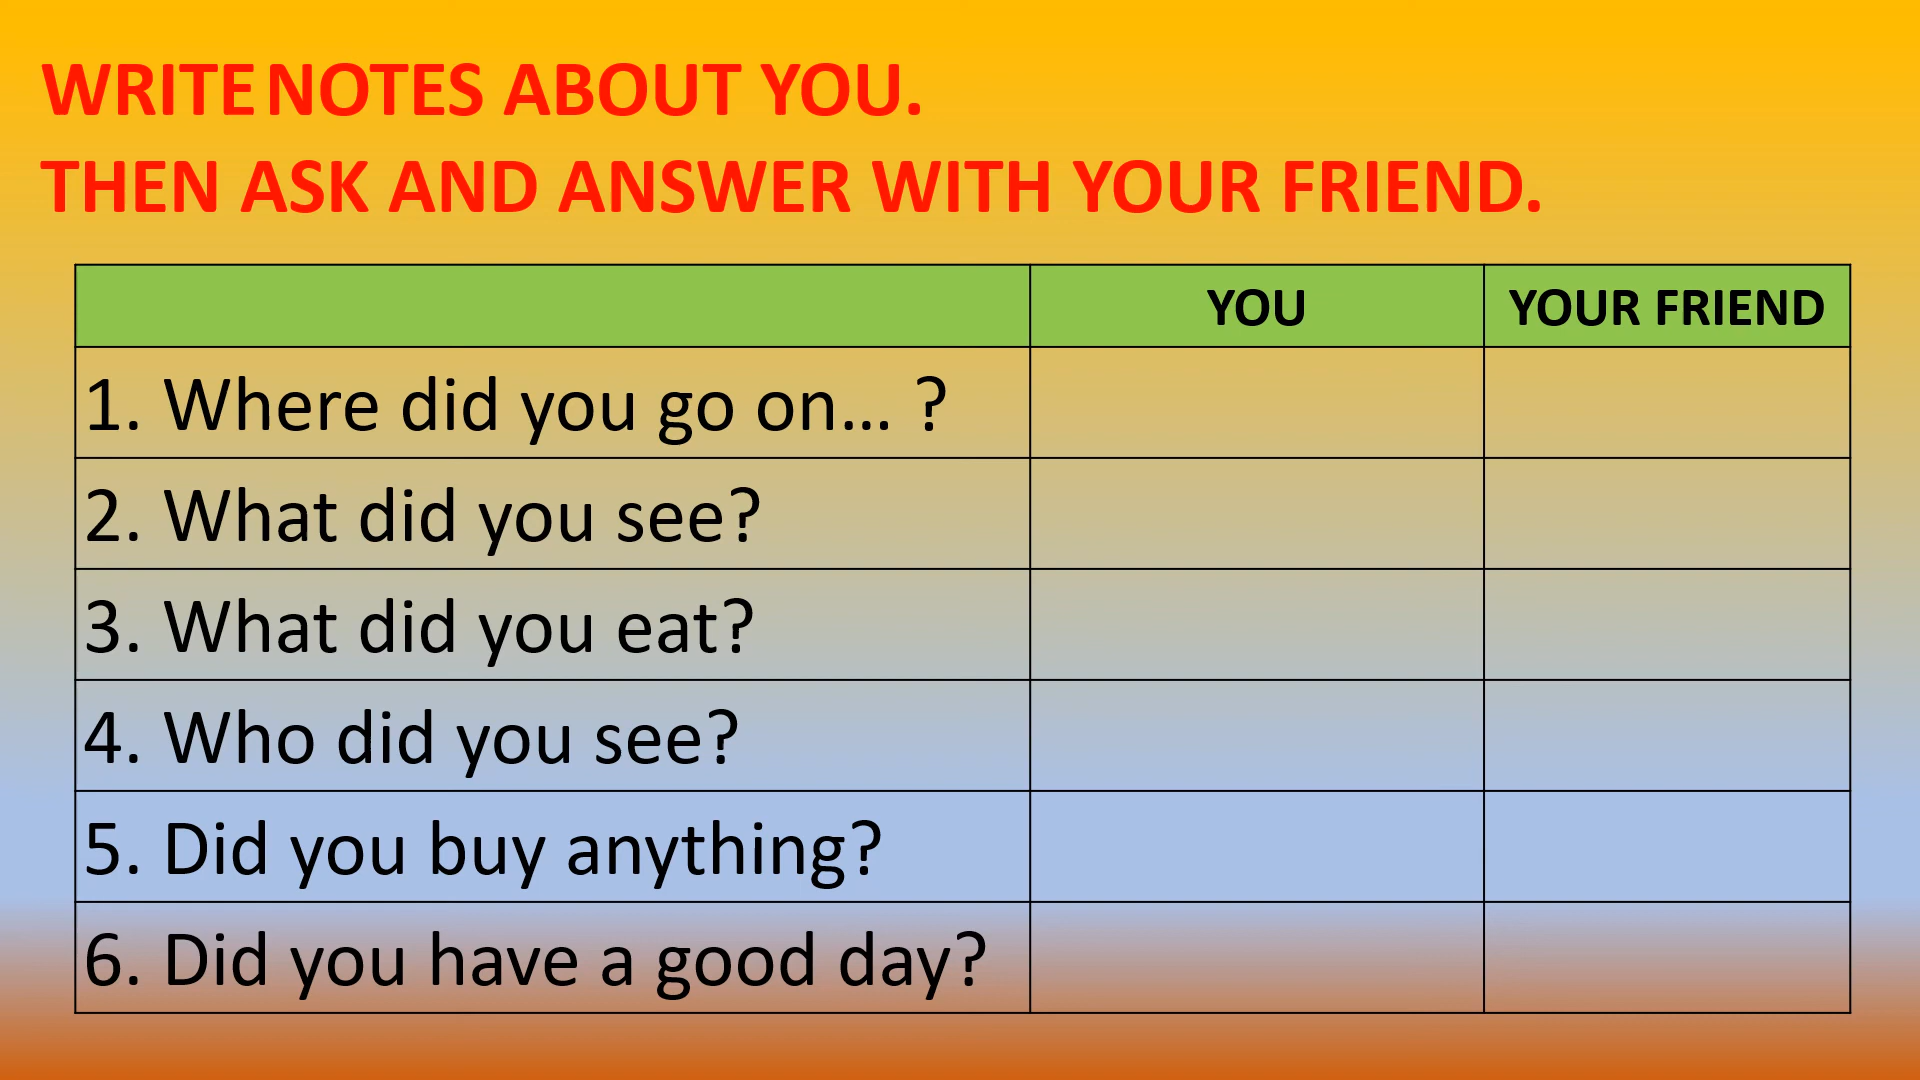 WRITE NOTES ABOUT YOU.
THEN ASK AND ANSWER WITH YOUR FRIEND.
YOU YOUR FRIEND
1. Where did you go on... ?
2. What did you see?
3. What did you eat?
4. Who did you see?
5. Did you buy anything?
6. Did you have a good day?